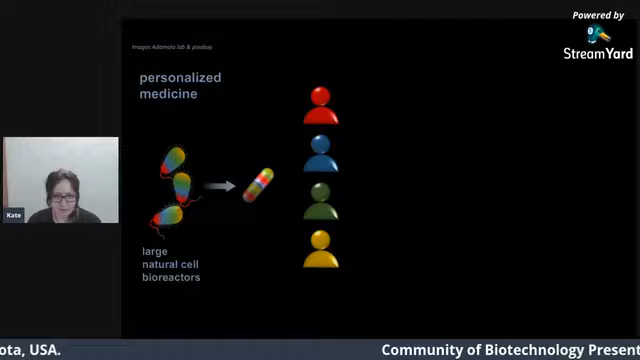 Powered by
StreamYard
Images Adamala lab & pixabay
personalized
medicine
Kate
large
natural cell
bioreactors
ota, USA.
Community of Biotechnology Present